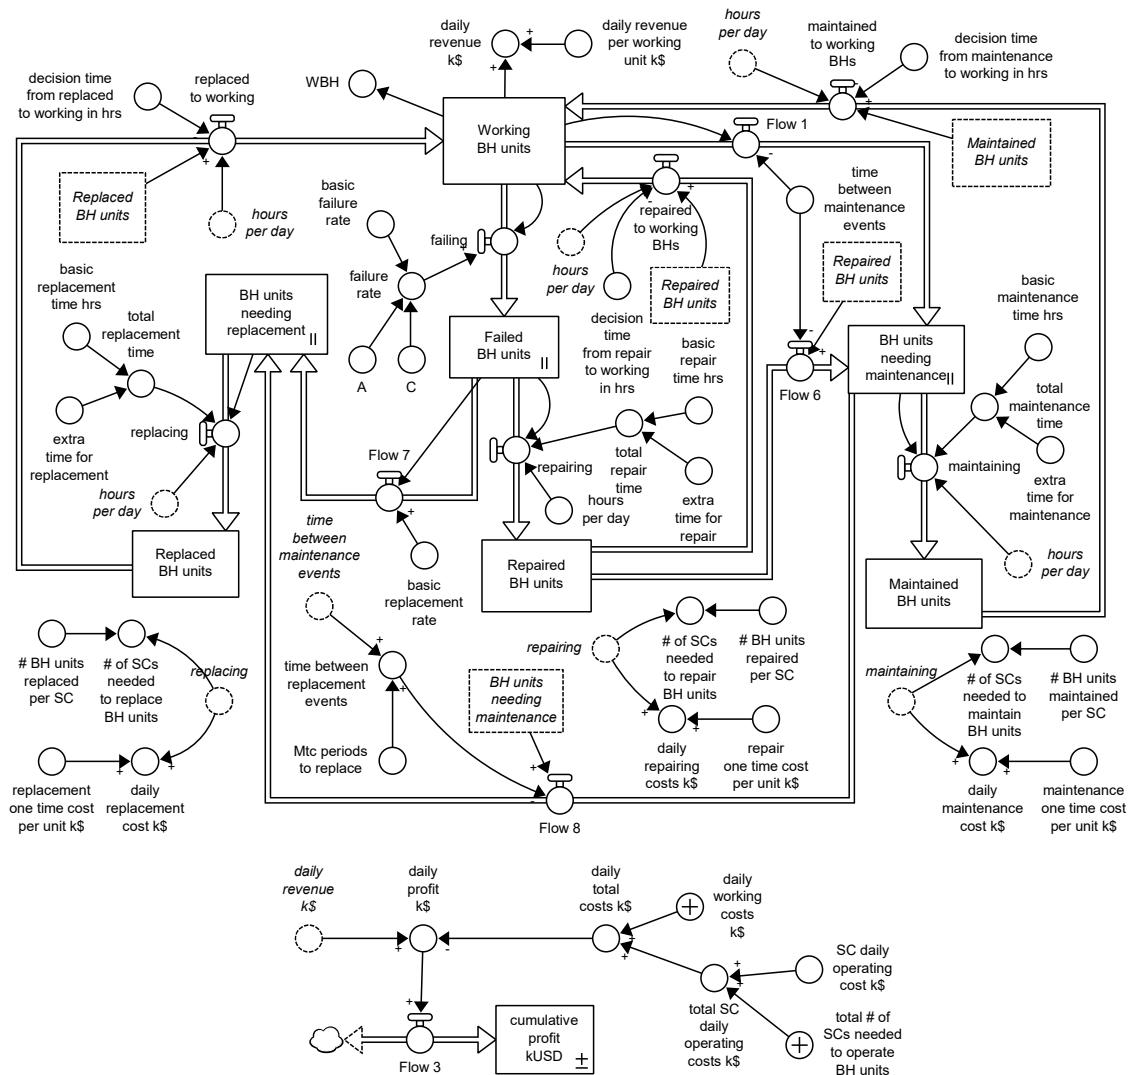 daily
revenue
k$
daily revenue
per working
unit k$
hours
per day
maintained
to working
BHs
decision time
from maintenance
to working in hrs
decision time
from replaced
to working in hrs
replaced
to working
WBH
Working
BH units
Flow 1
Maintained
BH units
Replaced
BH units
hours
per day
basic
failure
rate
failing
repaired
to working
BHs
time
between
maintenance
events
Repaired
BH units
hours
per day
Repaired
BH units
basic
replacement
time hrs
total
replacement
time
BH units
needing
replacement
failure
rate
A
C
Failed
BH units
decision
time
from repair
to working
in hrs
basic
repair
time hrs
BH units
needing
maintenance
basic
maintenance
time hrs
Flow 6
total
maintenance
time
extra
time for
replacement
replacing
hours
per day
Flow 7
repairing
total
repair
time
hours
per day
extra
time for
repair
maintaining
extra
time for
maintenance
time
between
maintenance
events
Replaced
BH units
basic
replacement
rate
Repaired
BH units
Maintained
BH units
hours
per day
# BH units
replaced
per SC
# of SCs
needed
to replace
BH units
replacing
time between
replacement
events
BH units
needing
maintenance
repairing
# of SCs
needed
to repair
BH units
# BH units
repaired
per SC
maintaining
# of SCs
needed to
maintain
BH units
# BH units
maintained
per SC
Mtc periods
to replace
daily
repairing
costs k$
repair
one time cost
per unit k$
replacement
one time cost
per unit k$
daily
replacement
cost k$
Flow 8
daily
maintenance
cost k$
maintenance
one time cost
per unit k$
daily
revenue
k$
daily
profit
k$
daily
total
costs k$
daily
working
costs
k$
SC daily
operating
cost k$
total SC
daily
operating
costs k$
total # of
SCs needed
to operate
BH units
Flow 3
cumulative
profit
kUSD